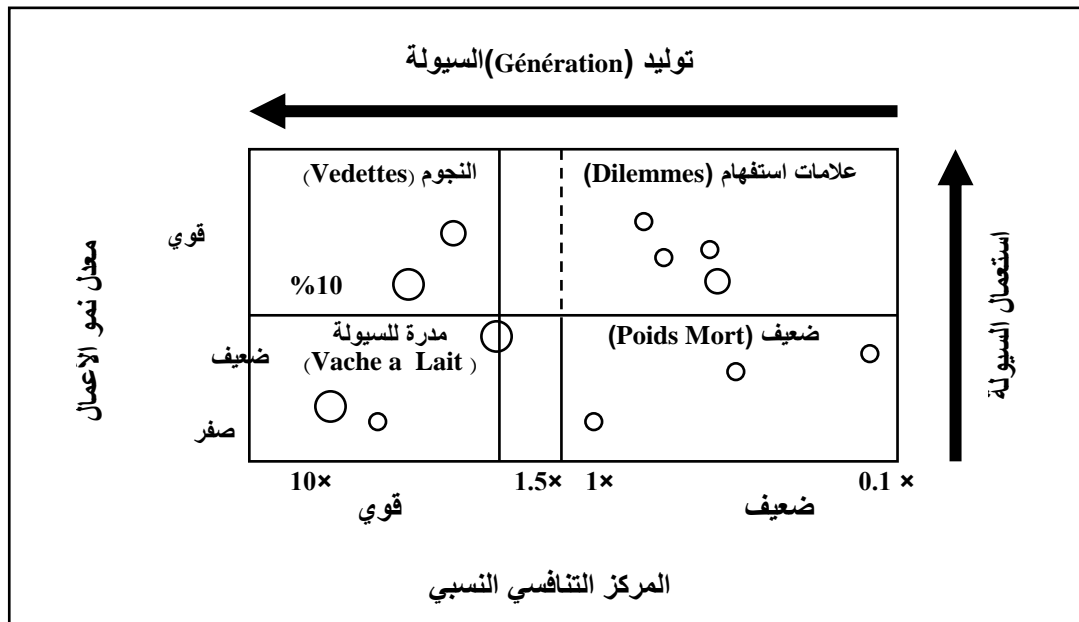 توليد (Génération)السيولة
علامات استفهام (Dilemmes)
النجوم (Vedettes)
قوي
%10
معدل نمو الأعمال
استعمال السيولة
ضعيف (Poids Mort)
مدرة للسيولة
(Vache a Lait )
ضعيف
صفر
0.1 ×
1×
1.5×
10×
ضعيف
قوي
المركز التنافسي النسبي